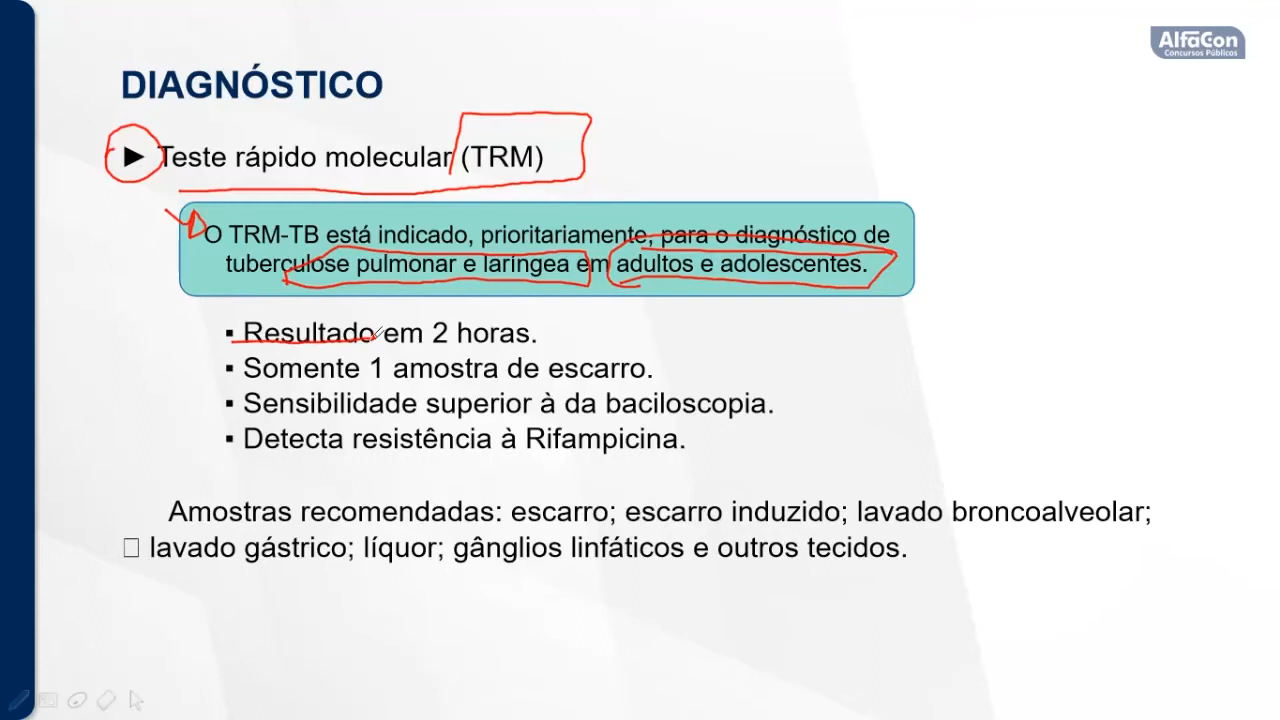 AlfaCon
Concursos Públicos
DIAGNÓSTICO
► Teste rápido molecular (TRM)
O TRM-TB está indicado, prioritariamente, para o diagnóstico de
tuberculose pulmonar e laríngea em adultos e adolescentes.
▪ Resultado em 2 horas.
▪ Somente 1 amostra de escarro.
▪ Sensibilidade superior à da baciloscopia.
▪ Detecta resistência à Rifampicina.
Amostras recomendadas: escarro; escarro induzido; lavado broncoalveolar;
□ lavado gástrico; líquor; gânglios linfáticos e outros tecidos.